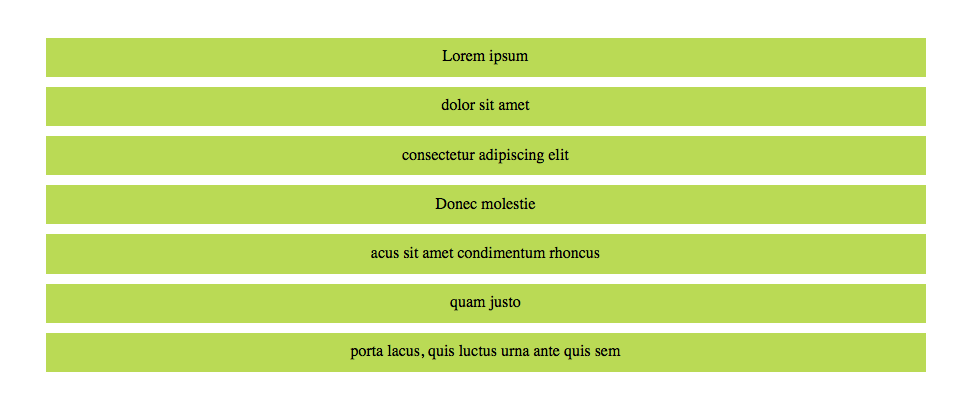 Lorem ipsum
dolor sit amet
consectetur adipiscing elit
Donec molestie
acus sit amet condimentum rhoncus
quam justo
porta lacus, quis luctus urna ante quis sem